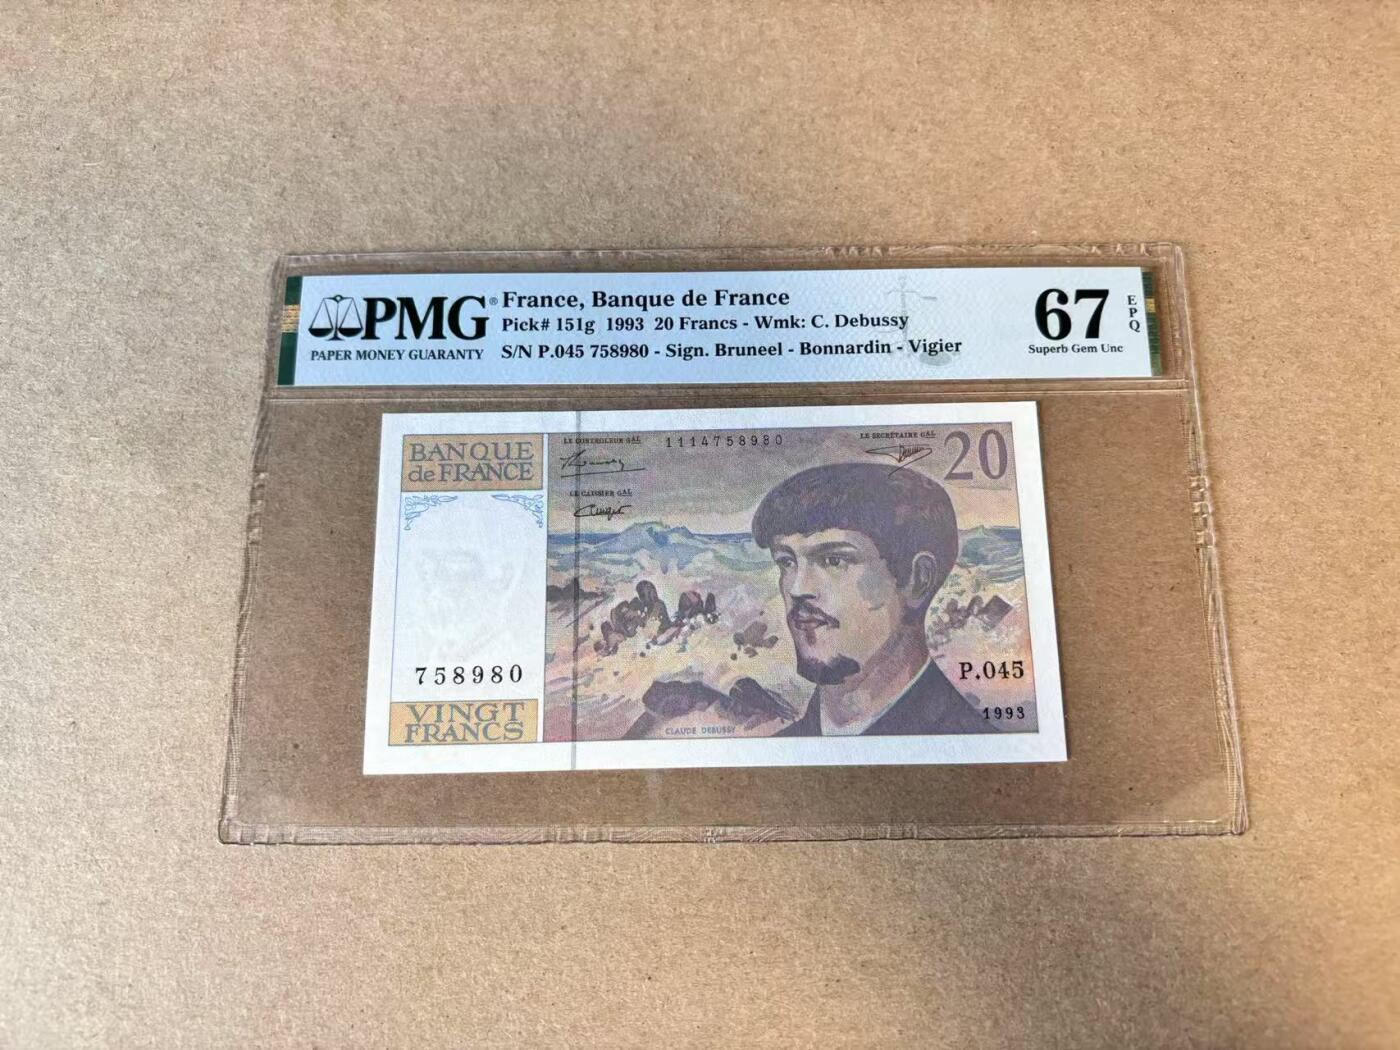 PMG®
PAPER MONEY GUARANTY
France, Banque de France
Pick# 151g 1993 20 Francs - Wmk: C. Debussy
S/N P.045 758980 - Sign. Bruneel - Bonnardin - Vigier
67
EPQ
Superb Gem Unc
BANQUE
de FRANCE
LE CONTROLEUR GAL
1114758980
LE SECRÉTAIRE GAL
20
LE CAISSIER GAL
758980
P.045
1993
VINGT
FRANCS
CLAUDE DEBUSSY